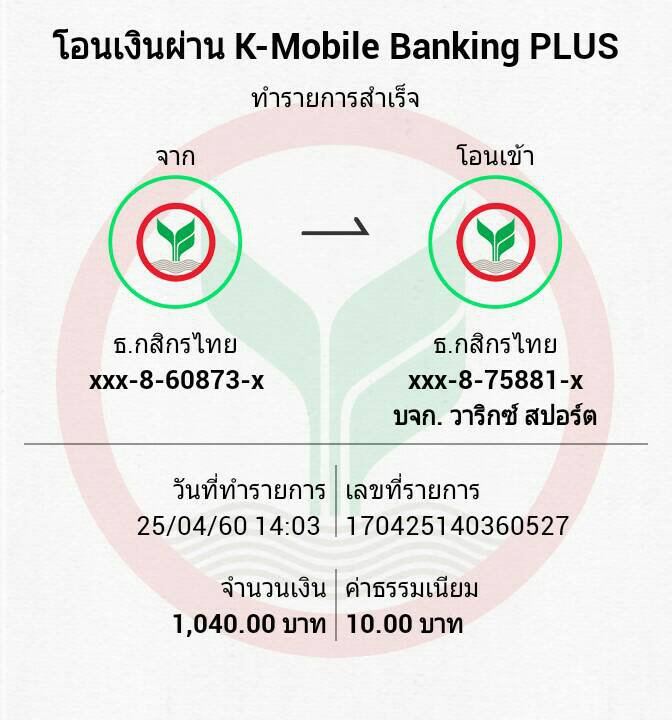 โอนเงินผ่าน K-Mobile Banking PLUS
ทำรายการสำเร็จ
จาก
โอนเข้า
ธ.กสิกรไทย
xxx-8-60873-x
ธ.กสิกรไทย
xxx-8-75881-x
บจก. วาริกซ์ สปอร์ต
วันที่ทำรายการ
25/04/60 14:03
เลขที่รายการ
170425140360527
จำนวนเงิน
1,040.00 บาท
ค่าธรรมเนียม
10.00 บาท